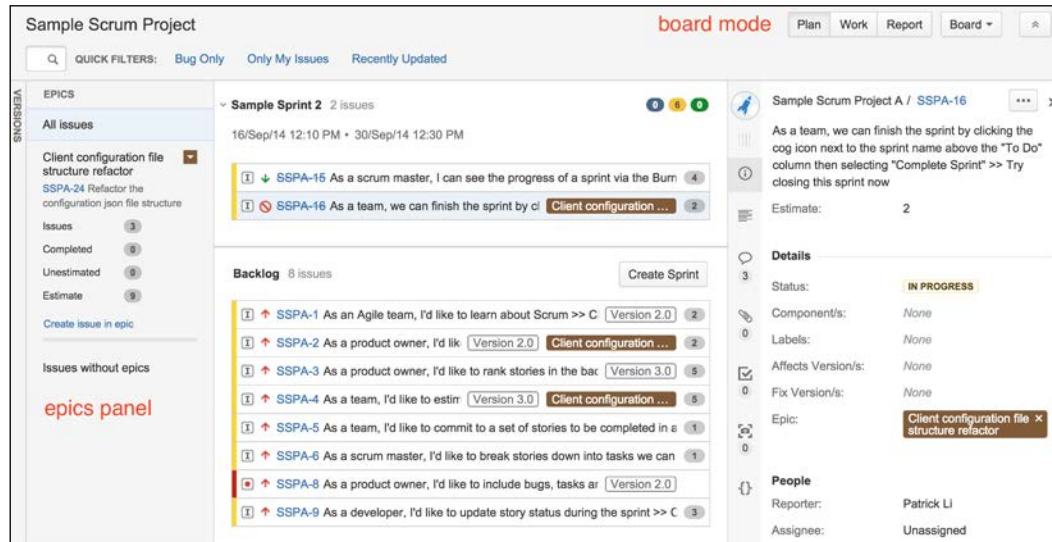 Sample Scrum Project
board mode
Plan Work Report Board
QUICK FILTERS: Bug Only Only My Issues Recently Updated
VERSIONS
EPICS
All issues
Client configuration file
structure refactor
SSPA-24 Refactor the
configuration json file structure
Issues 3
Completed 0
Unestimated 0
Estimate 9
Create issue in epic
Issues without epics
epics panel
Sample Sprint 2 2 issues 0 6 0
16/Sep/14 12:10 PM • 30/Sep/14 12:30 PM
SSPA-15 As a scrum master, I can see the progress of a sprint via the Burn 4
SSPA-16 As a team, we can finish the sprint by cl Client configuration ... 2
Backlog 8 issues Create Sprint
SSPA-1 As an Agile team, I'd like to learn about Scrum >> C Version 2.0 2
SSPA-2 As a product owner, I'd lik Version 2.0 Client configuration ... 2
SSPA-3 As a product owner, I'd like to rank stories in the bac Version 3.0 5
SSPA-4 As a team, I'd like to estim Version 3.0 Client configuration ... 5
SSPA-5 As a team, I'd like to commit to a set of stories to be completed in a 1
SSPA-6 As a scrum master, I'd like to break stories down into tasks we can 1
SSPA-8 As a product owner, I'd like to include bugs, tasks ar Version 2.0
SSPA-9 As a developer, I'd like to update story status during the sprint >> C 3
3
0
0
0
{}
Sample Scrum Project A / SSPA-16 •••
As a team, we can finish the sprint by clicking the
cog icon next to the sprint name above the "To Do"
column then selecting "Complete Sprint" >> Try
closing this sprint now
Estimate: 2
Details
Status: IN PROGRESS
Component/s: None
Labels: None
Affects Version/s: None
Fix Version/s: None
Epic: Client configuration file ×
structure refactor
People
Reporter: Patrick Li
Assignee: Unassigned